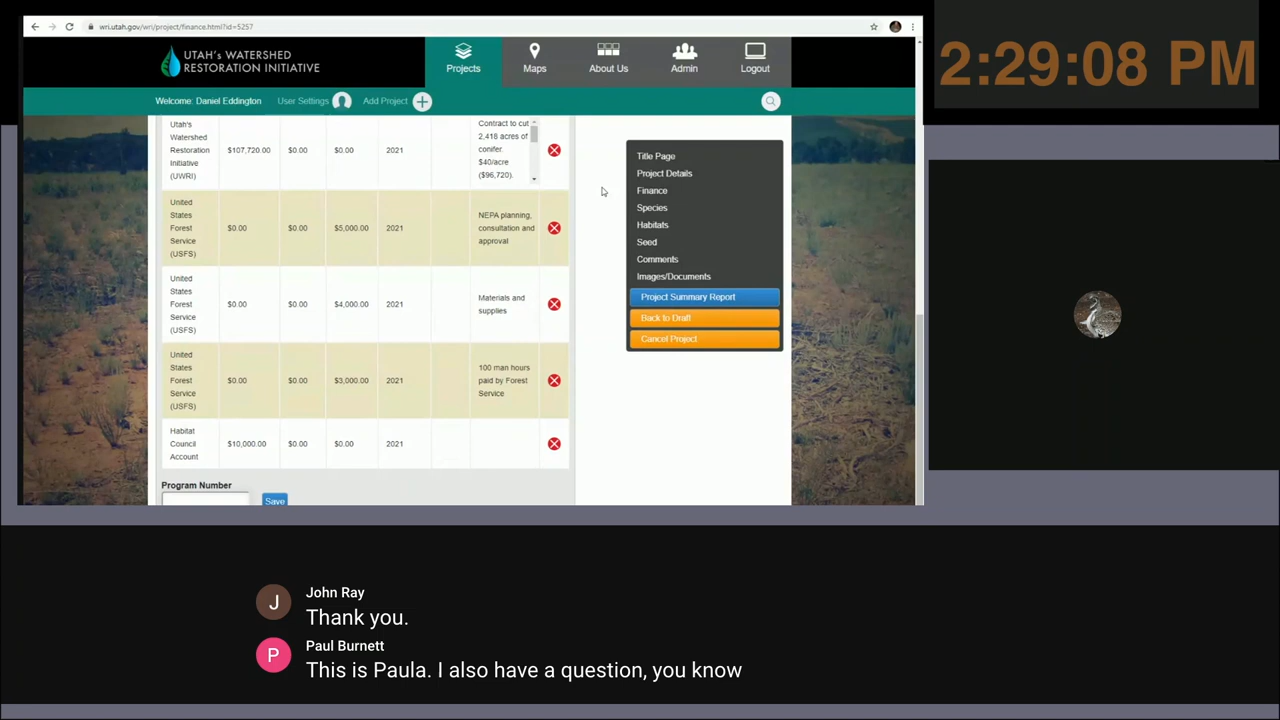 wri.utah.gov/wri/project/finance.html?id=5257
2:29:08 PM
UTAH's WATERSHED
RESTORATION INITIATIVE
Projects
Maps
About Us
Admin
Logout
Welcome: Daniel Eddington
User Settings
Add Project
Utah's
Watershed
Restoration
Initiative
(UWRI)
$107,720.00
$0.00
$0.00
2021
Contract to cut
2,418 acres of
conifer.
$40/acre
($96,720).
United
States
Forest
Service
(USFS)
$0.00
$0.00
$5,000.00
2021
NEPA planning,
consultation and
approval
United
States
Forest
Service
(USFS)
$0.00
$0.00
$4,000.00
2021
Materials and
supplies
United
States
Forest
Service
(USFS)
$0.00
$0.00
$3,000.00
2021
100 man hours
paid by Forest
Service
Habitat
Council
Account
$10,000.00
$0.00
$0.00
2021
Program Number
Save
Title Page
Project Details
Finance
Species
Habitats
Seed
Comments
Images/Documents
Project Summary Report
Back to Draft
Cancel Project
J
John Ray
Thank you.
P
Paul Burnett
This is Paula. I also have a question, you know